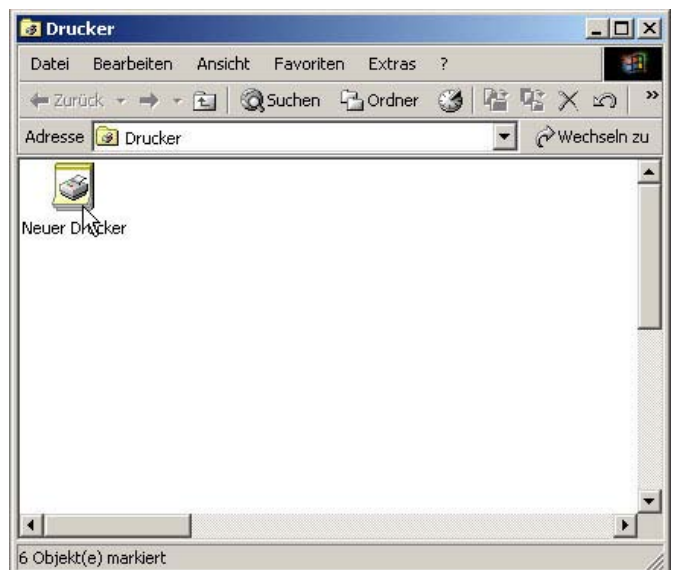 Drucker
Datei Bearbeiten Ansicht Favoriten Extras ?
Zurück Suchen Ordner »
Adresse Drucker Wechseln zu
Neuer Drucker
6 Objekt(e) markiert